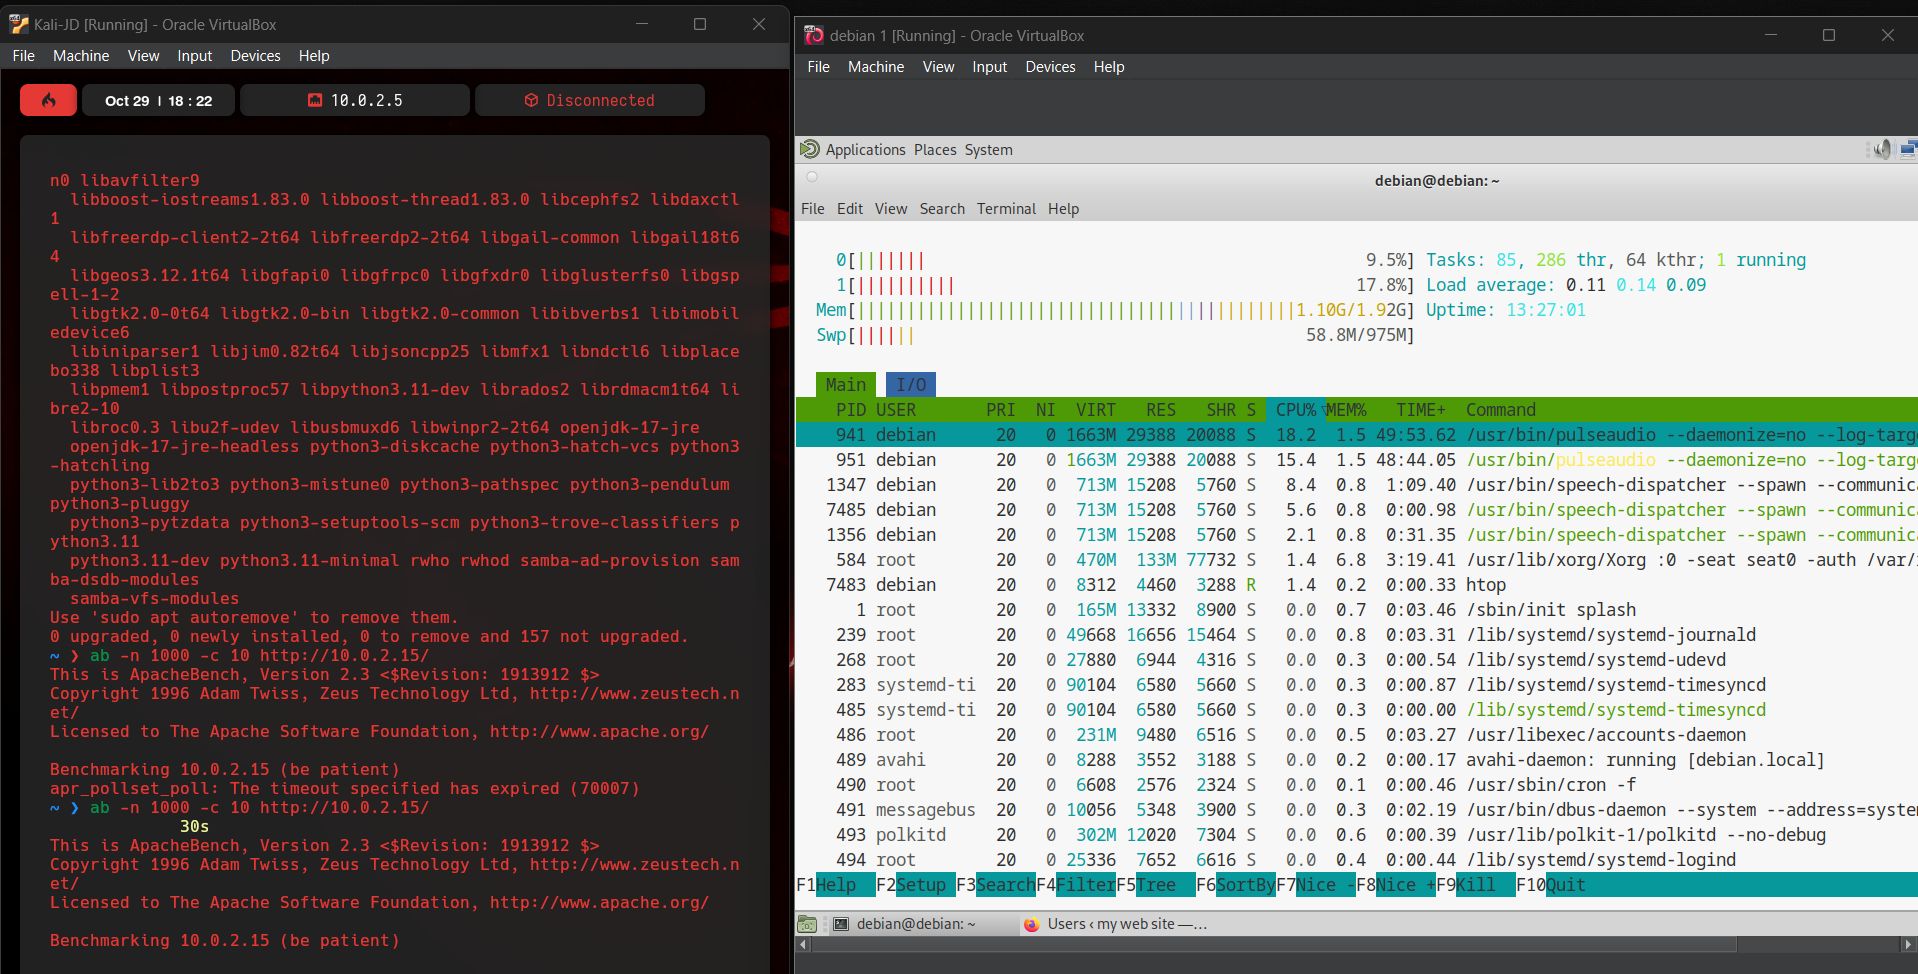 Kali-JD [Running] - Oracle VirtualBox
File Machine View Input Devices Help
Oct 29 | 18 : 22
10.0.2.5
Disconnected
n0 libavfilter9
libboost-iostreams1.83.0 libboost-thread1.83.0 libcephfs2 libdaxctl
1
libfreerdp-client2-2t64 libfreerdp2-2t64 libgail-common libgail18t6
4
libgeos3.12.1t64 libgfapi0 libgfrpc0 libgfxdr0 libglusterfs0 libgsp
ell-1-2
libgtk2.0-0t64 libgtk2.0-bin libgtk2.0-common libibverbs1 libimobil
edevice6
libiniparser1 libjim0.82t64 libjsoncpp25 libmfx1 libndctl6 libplace
bo338 libplist3
libpmem1 libpostproc57 libpython3.11-dev librados2 librdmacm1t64 li
bre2-10
libroc0.3 libu2f-udev libusbmuxd6 libwinpr2-2t64 openjdk-17-jre
openjdk-17-jre-headless python3-diskcache python3-hatch-vcs python3
-hatchling
python3-lib2to3 python3-mistune0 python3-pathspec python3-pendulum
python3-pluggy
python3-pytzdata python3-setuptools-scm python3-trove-classifiers p
ython3.11
python3.11-dev python3.11-minimal rwho rwhod samba-ad-provision sam
ba-dsdb-modules
samba-vfs-modules
Use 'sudo apt autoremove' to remove them.
0 upgraded, 0 newly installed, 0 to remove and 157 not upgraded.
~ ❯ ab -n 1000 -c 10 http://10.0.2.15/
This is ApacheBench, Version 2.3 <$Revision: 1913912 $>
Copyright 1996 Adam Twiss, Zeus Technology Ltd, http://www.zeustech.n
et/
Licensed to The Apache Software Foundation, http://www.apache.org/
Benchmarking 10.0.2.15 (be patient)
apr_pollset_poll: The timeout specified has expired (70007)
~ ❯ ab -n 1000 -c 10 http://10.0.2.15/
30s
This is ApacheBench, Version 2.3 <$Revision: 1913912 $>
Copyright 1996 Adam Twiss, Zeus Technology Ltd, http://www.zeustech.n
et/
Licensed to The Apache Software Foundation, http://www.apache.org/
Benchmarking 10.0.2.15 (be patient)
debian 1 [Running] - Oracle VirtualBox
File Machine View Input Devices Help
Applications Places System
debian@debian: ~
File Edit View Search Terminal Help
0[||||||| 9.5%] Tasks: 85, 286 thr, 64 kthr; 1 running
1[|||||||||| 17.8%] Load average: 0.11 0.14 0.09
Mem[||||||||||||||||||||||||||||||||||||||||||||1.10G/1.92G] Uptime: 13:27:01
Swp[|||||| 58.8M/975M]
Main I/O
PID USER PRI NI VIRT RES SHR S CPU%▽MEM% TIME+ Command
941 debian 20 0 1663M 29388 20088 S 18.2 1.5 49:53.62 /usr/bin/pulseaudio --daemonize=no --log-targ
951 debian 20 0 1663M 29388 20088 S 15.4 1.5 48:44.05 /usr/bin/pulseaudio --daemonize=no --log-targ
1347 debian 20 0 713M 15208 5760 S 8.4 0.8 1:09.40 /usr/bin/speech-dispatcher --spawn --communic
7485 debian 20 0 713M 15208 5760 S 5.6 0.8 0:00.98 /usr/bin/speech-dispatcher --spawn --communic
1356 debian 20 0 713M 15208 5760 S 2.1 0.8 0:31.35 /usr/bin/speech-dispatcher --spawn --communic
584 root 20 0 470M 133M 77732 S 1.4 6.8 3:19.41 /usr/lib/xorg/Xorg :0 -seat seat0 -auth /var/
7483 debian 20 0 8312 4460 3288 R 1.4 0.2 0:00.33 htop
1 root 20 0 165M 13332 8900 S 0.0 0.7 0:03.46 /sbin/init splash
239 root 20 0 49668 16656 15464 S 0.0 0.8 0:03.31 /lib/systemd/systemd-journald
268 root 20 0 27880 6944 4316 S 0.0 0.3 0:00.54 /lib/systemd/systemd-udevd
283 systemd-ti 20 0 90104 6580 5660 S 0.0 0.3 0:00.87 /lib/systemd/systemd-timesyncd
485 systemd-ti 20 0 90104 6580 5660 S 0.0 0.3 0:00.00 /lib/systemd/systemd-timesyncd
486 root 20 0 231M 9480 6516 S 0.0 0.5 0:03.27 /usr/libexec/accounts-daemon
489 avahi 20 0 8288 3552 3188 S 0.0 0.2 0:00.17 avahi-daemon: running [debian.local]
490 root 20 0 6608 2576 2324 S 0.0 0.1 0:00.46 /usr/sbin/cron -f
491 messagebus 20 0 10056 5348 3900 S 0.0 0.3 0:02.19 /usr/bin/dbus-daemon --system --address=system
493 polkitd 20 0 302M 12020 7304 S 0.0 0.6 0:00.39 /usr/lib/polkit-1/polkitd --no-debug
494 root 20 0 25336 7652 6616 S 0.0 0.4 0:00.44 /lib/systemd/systemd-logind
F1Help F2Setup F3SearchF4FilterF5Tree F6SortByF7Nice -F8Nice +F9Kill F10Quit
debian@debian: ~
Users ‹ my web site —...